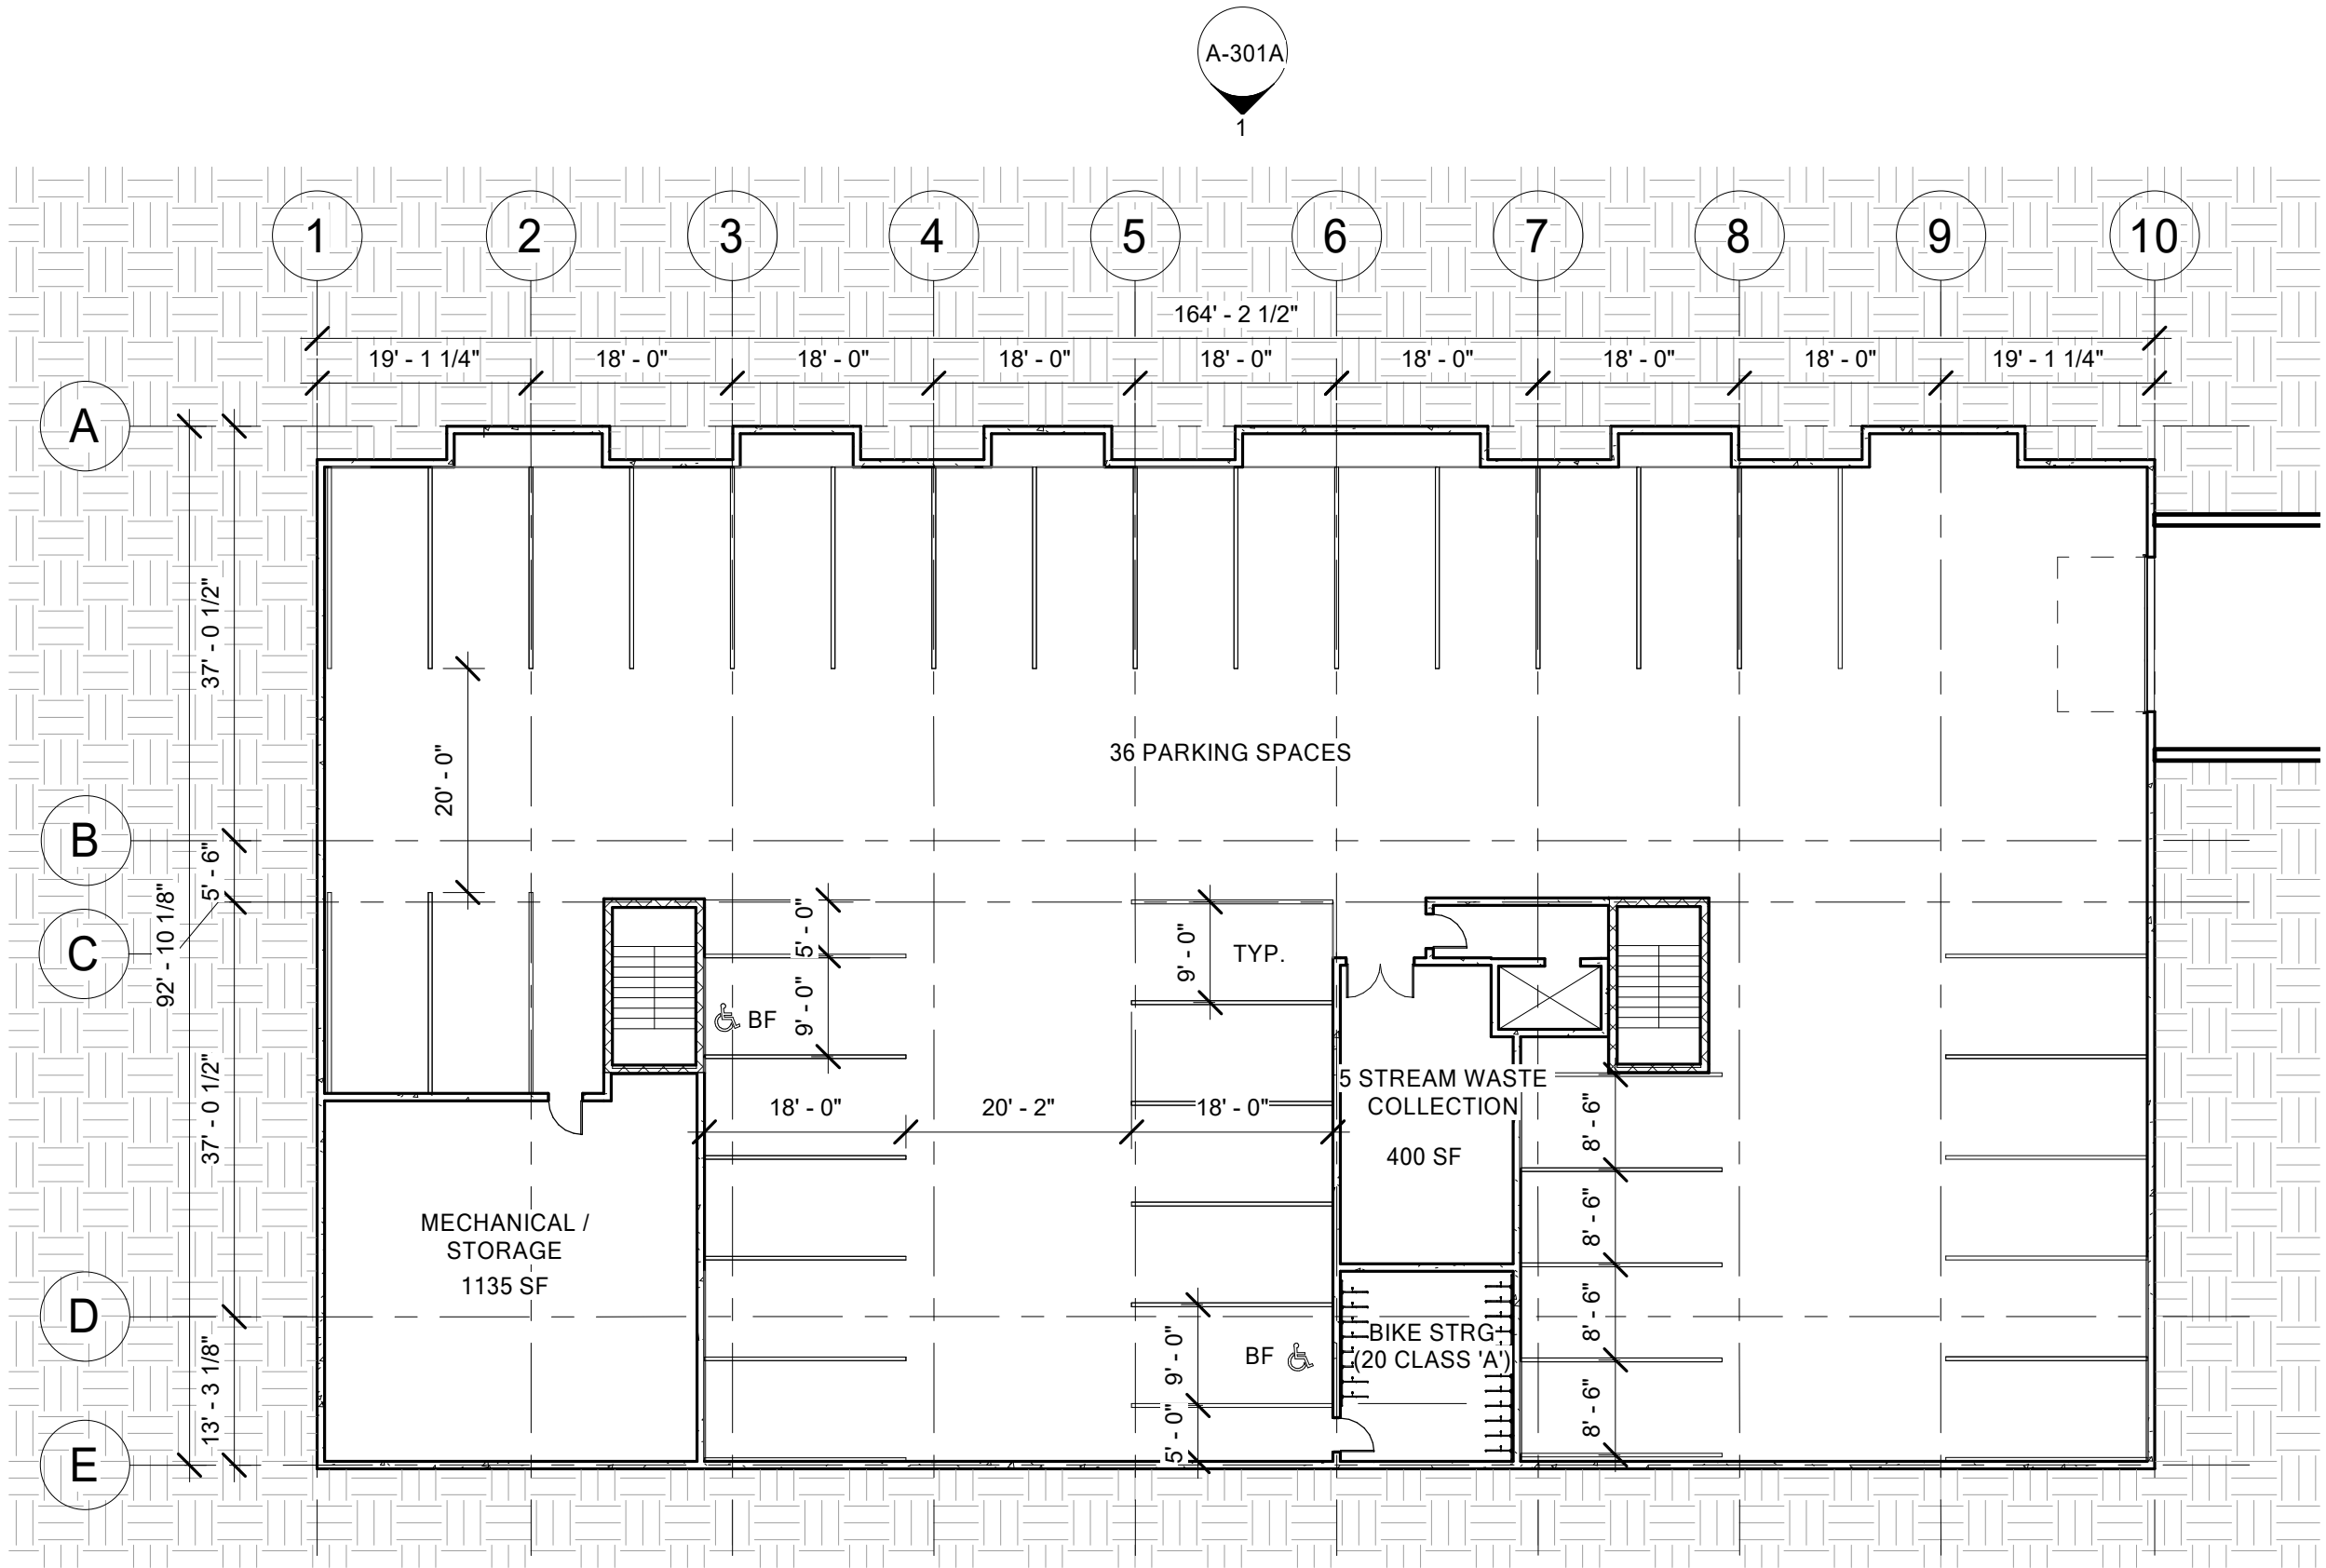 A-301A
1
1 2 3 4 5 6 7 8 9 10
164' - 2 1/2"
19' - 1 1/4" 18' - 0" 18' - 0" 18' - 0" 18' - 0" 18' - 0" 18' - 0" 18' - 0" 19' - 1 1/4"
A
37' - 0 1/2"
20' - 0"
36 PARKING SPACES
B
5' - 6"
92' - 10 1/8"
C
5' - 0"
9' - 0"
TYP.
9' - 0"
BF
37' - 0 1/2"
18' - 0" 20' - 2" 18' - 0"
5 STREAM WASTE
COLLECTION
400 SF
8' - 6"
8' - 6"
8' - 6"
8' - 6"
MECHANICAL /
STORAGE
1135 SF
D
13' - 3 1/8"
9' - 0"
BF
BIKE STRG
(20 CLASS 'A')
5' - 0"
E